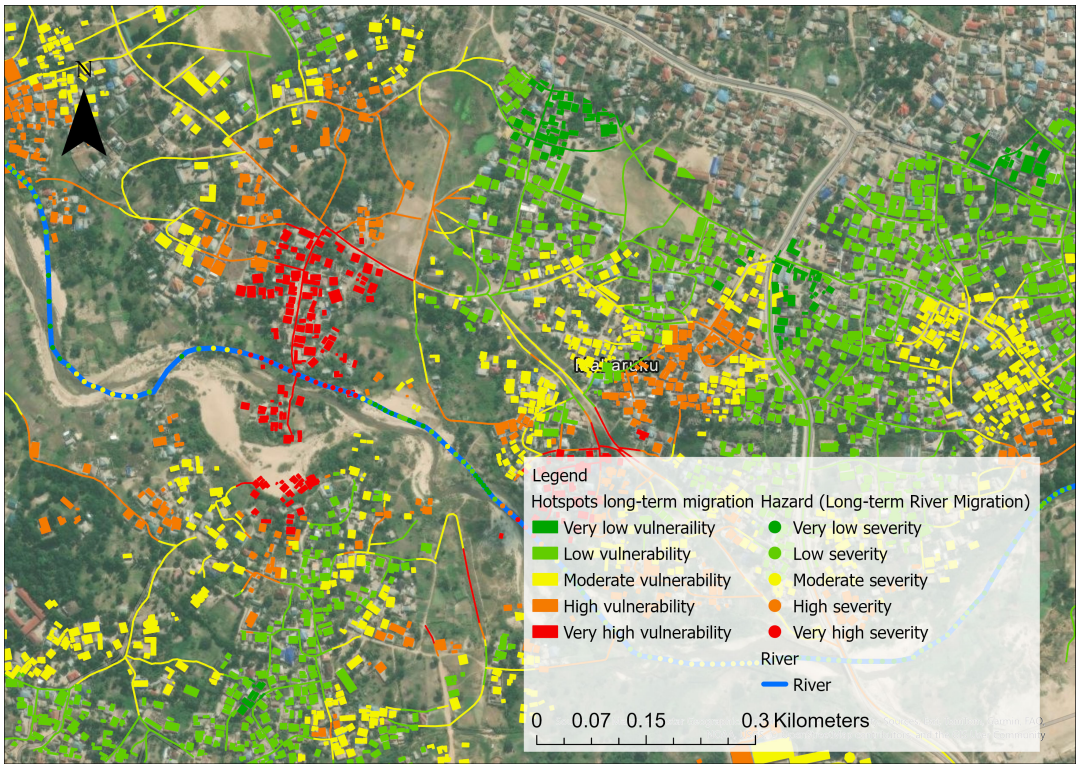 N
Legend
Hotspots long-term migration Hazard (Long-term River Migration)
Very low vulneraility Very low severity
Low vulnerability Low severity
Moderate vulnerability Moderate severity
High vulnerability High severity
Very high vulnerability Very high severity
River
River
0 0.07 0.15 0.3 Kilometers